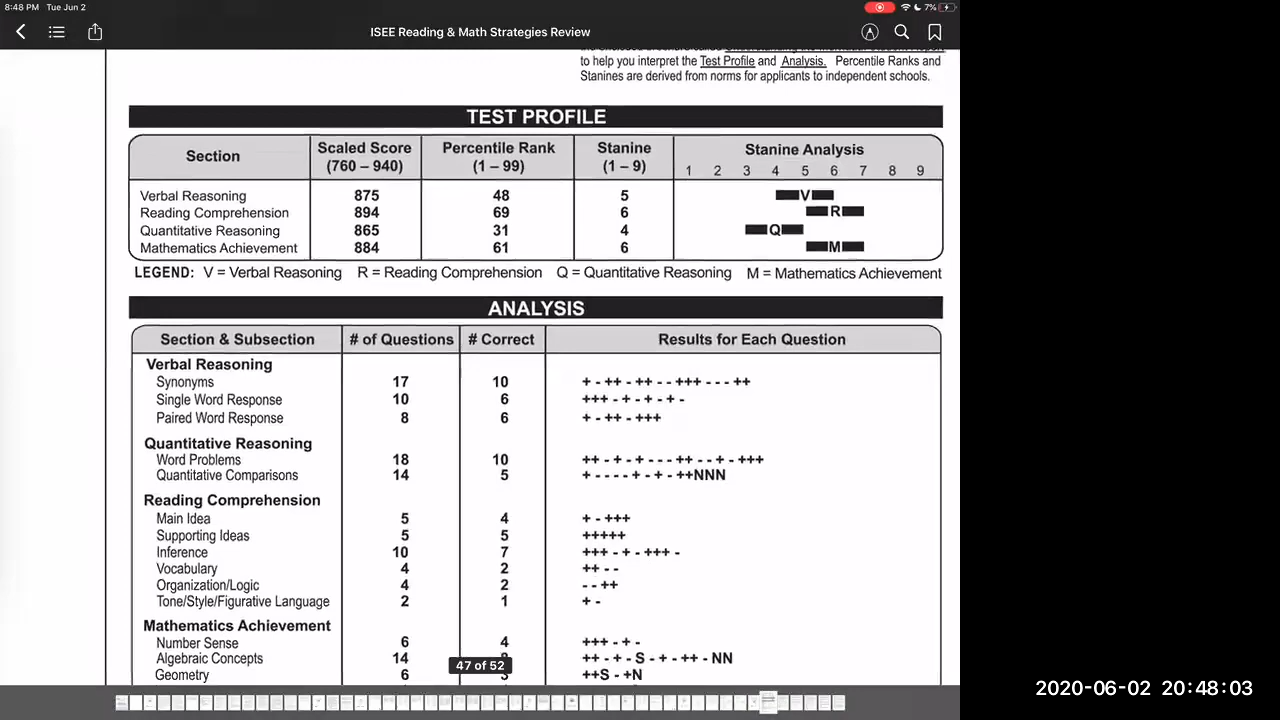 8:48 PM Tue Jun 2
7%
ISEE Reading & Math Strategies Review
to help you interpret the Test Profile and Analysis. Percentile Ranks and
Stanines are derived from norms for applicants to independent schools.
TEST PROFILE
Section Scaled Score (760 – 940) Percentile Rank (1 – 99) Stanine (1 – 9) Stanine Analysis
1 2 3 4 5 6 7 8 9
Verbal Reasoning 875 48 5 V
Reading Comprehension 894 69 6 R
Quantitative Reasoning 865 31 4 Q
Mathematics Achievement 884 61 6 M
LEGEND: V = Verbal Reasoning R = Reading Comprehension Q = Quantitative Reasoning M = Mathematics Achievement
ANALYSIS
Section & Subsection # of Questions # Correct Results for Each Question
Verbal Reasoning
Synonyms 17 10 + - ++ - ++ - - +++ - - - ++
Single Word Response 10 6 +++ - + - + - + -
Paired Word Response 8 6 + - ++ - +++
Quantitative Reasoning
Word Problems 18 10 ++ - + - + - - - ++ - - + - +++
Quantitative Comparisons 14 5 + - - - - + - + - ++NNN
Reading Comprehension
Main Idea 5 4 + - +++
Supporting Ideas 5 5 +++++
Inference 10 7 +++ - + - +++ -
Vocabulary 4 2 ++ - -
Organization/Logic 4 2 - - ++
Tone/Style/Figurative Language 2 1 + -
Mathematics Achievement
Number Sense 6 4 +++ - + -
Algebraic Concepts 14 ++ - + - S - + - ++ - NN
Geometry 6 ++S - +N
47 of 52
2020-06-02 20:48:03